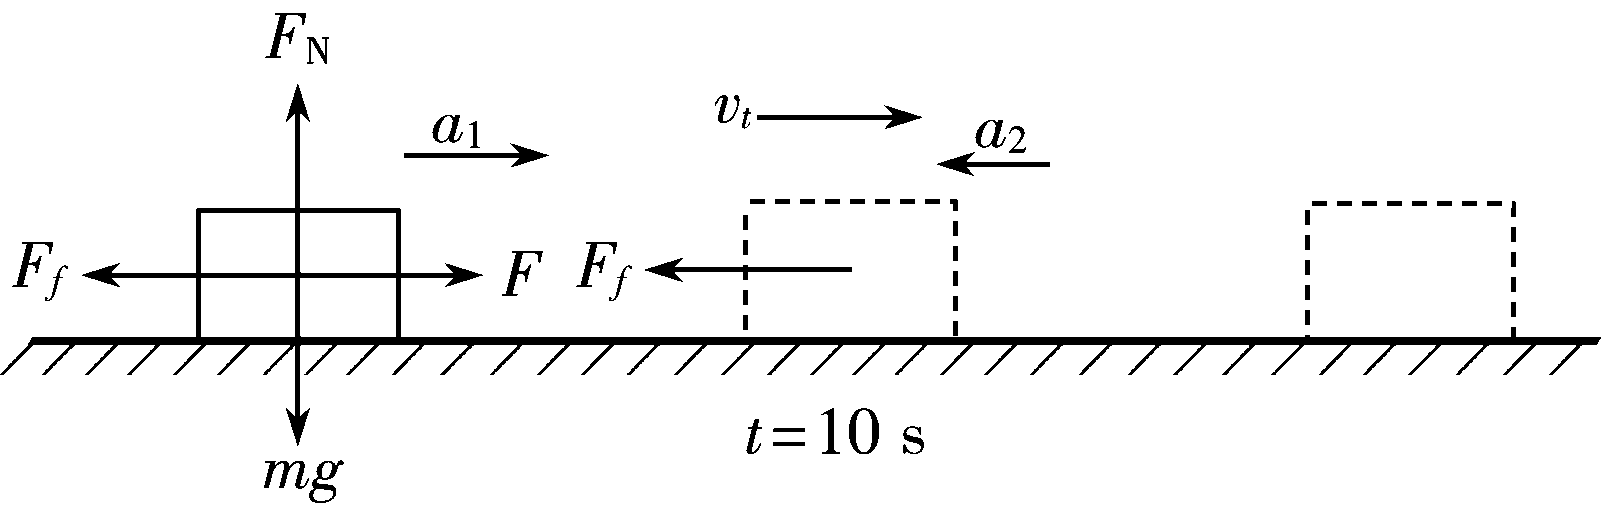 F_N
a_1
v_t
a_2
F_f
F
F_f
t = 10 s
mg